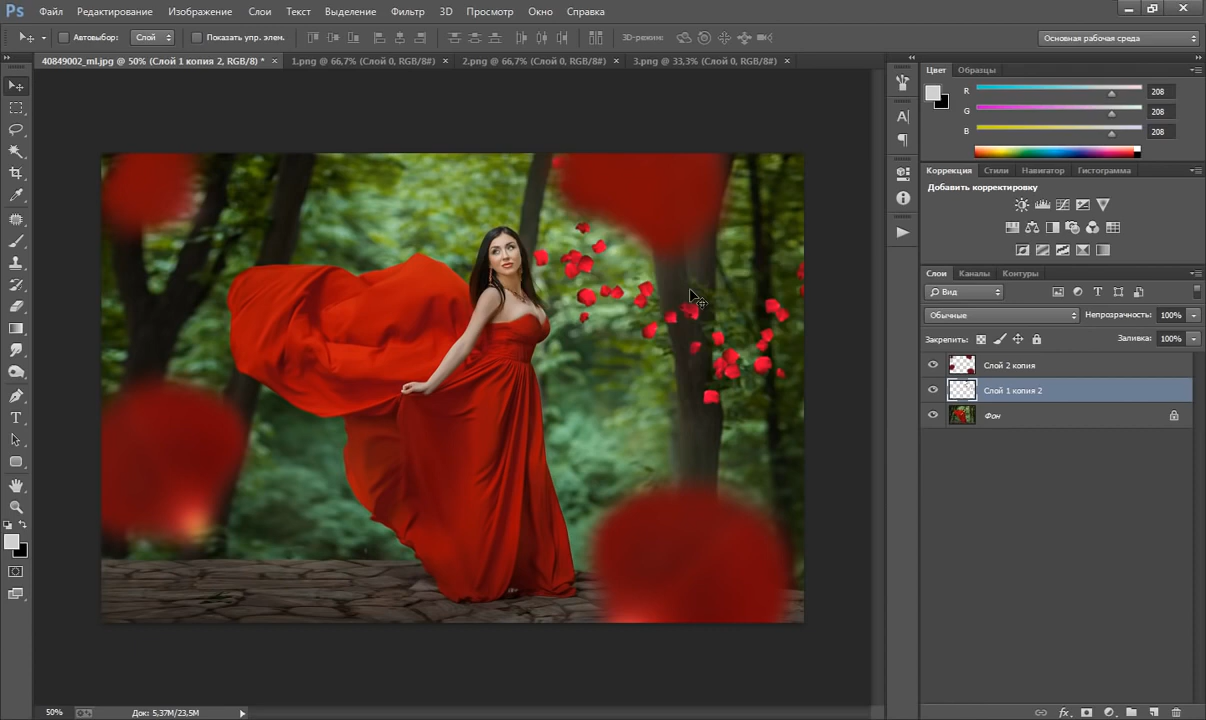 Ps Файл Редактирование Изображение Слои Текст Выделение Фильтр 3D Просмотр Окно Справка
Автовыбор: Слой Показать упр. элем. 3D-режим: Основная рабочая среда
40849002_ml.jpg @ 50% (Слой 1 копия 2, RGB/8) * 1.png @ 66,7% (Слой 0, RGB/8#) 2.png @ 66,7% (Слой 0, RGB/8#) 3.png @ 33,3% (Слой 0, RGB/8#)
Цвет Образцы
R 208
G 208
B 208
Коррекция Стили Навигатор Гистограмма
Добавить корректировку
Слои Каналы Контуры
Вид
Обычные Непрозрачность: 100%
Закрепить: Заливка: 100%
Слой 2 копия
Слой 1 копия 2
Фон
50% Док: 5,37M/23,5M